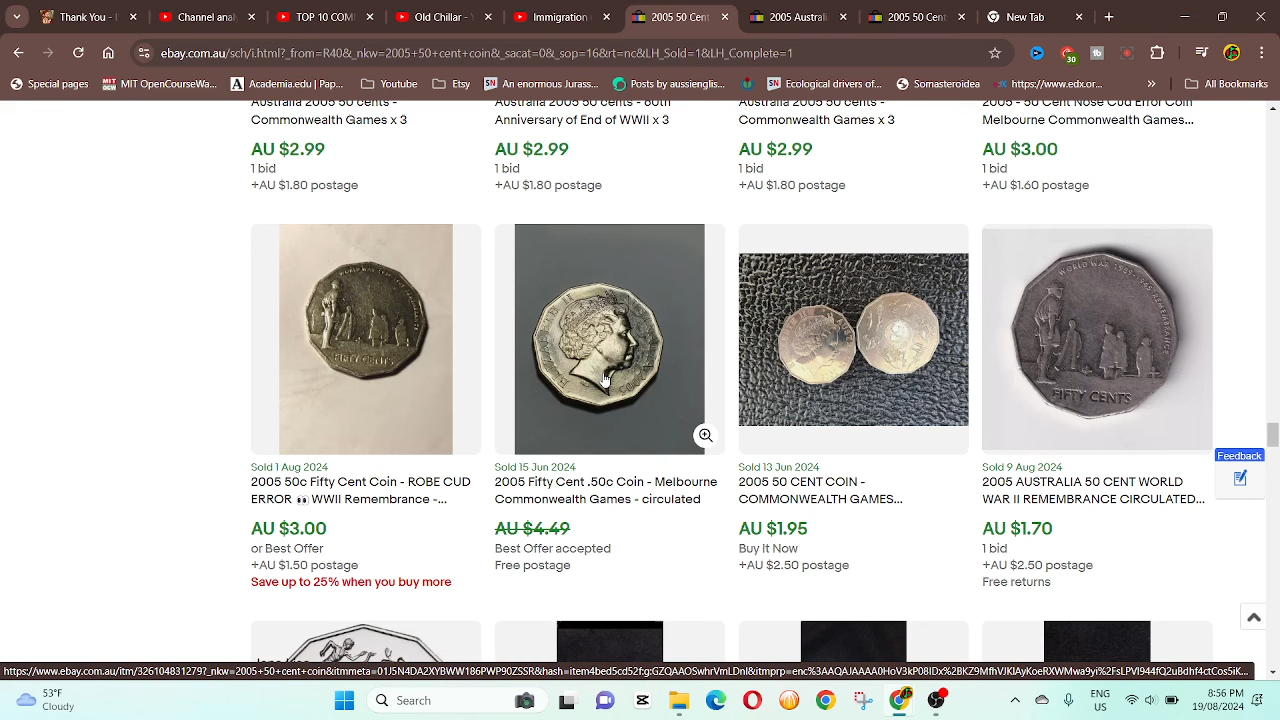 Thank You -
Channel anal
TOP 10 COM
Old Chillar -
Immigration
2005 50 Cent
2005 Austral
2005 50 Cent
New Tab
ebay.com.au/sch/i.html?_from=R40&_nkw=2005+50+cent+coin&_sacat=0&_sop=16&rt=nc&LH_Sold=1&LH_Complete=1
30
Special pages
MIT OpenCourseWa...
Academia.edu | Pap...
Youtube
Etsy
SN An enormous Jurass...
Posts by aussienglis...
SN Ecological drivers of...
Somasteroidea
https://www.edx.or...
All Bookmarks
Australia 2005 50 cents -
Commonwealth Games x 3
AU $2.99
1 bid
+AU $1.80 postage
Australia 2005 50 cents - 60th
Anniversary of End of WWII x 3
AU $2.99
1 bid
+AU $1.80 postage
Australia 2005 50 cents -
Commonwealth Games x 3
AU $2.99
1 bid
+AU $1.80 postage
2005 - 50 Cent Nose Cud Error Coin
Melbourne Commonwealth Games...
AU $3.00
1 bid
+AU $1.60 postage
FIFTY CENTS
FIFTY CENTS
Sold 1 Aug 2024
2005 50c Fifty Cent Coin - ROBE CUD
ERROR 👀 WWII Remembrance -...
AU $3.00
or Best Offer
+AU $1.50 postage
Save up to 25% when you buy more
Sold 15 Jun 2024
2005 Fifty Cent .50c Coin - Melbourne
Commonwealth Games - circulated
AU $4.49
Best Offer accepted
Free postage
Sold 13 Jun 2024
2005 50 CENT COIN -
COMMONWEALTH GAMES...
AU $1.95
Buy It Now
+AU $2.50 postage
Sold 9 Aug 2024
2005 AUSTRALIA 50 CENT WORLD
WAR II REMEMBRANCE CIRCULATED...
AU $1.70
1 bid
+AU $2.50 postage
Free returns
Feedback
53°F
Cloudy
Search
ENG
US
8:56 PM
19/08/2024